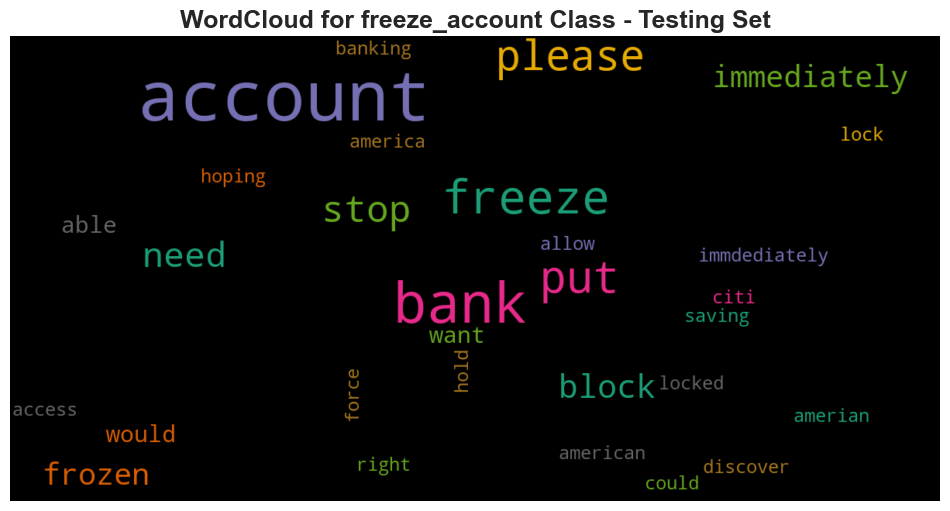 WordCloud for freeze_account Class - Testing Set
banking
please
account
immediately
lock
america
hoping
freeze
stop
able
allow
need
immdediately
put
bank
citi
saving
want
hold
force
block
locked
access
amerian
would
american
right
discover
frozen
could